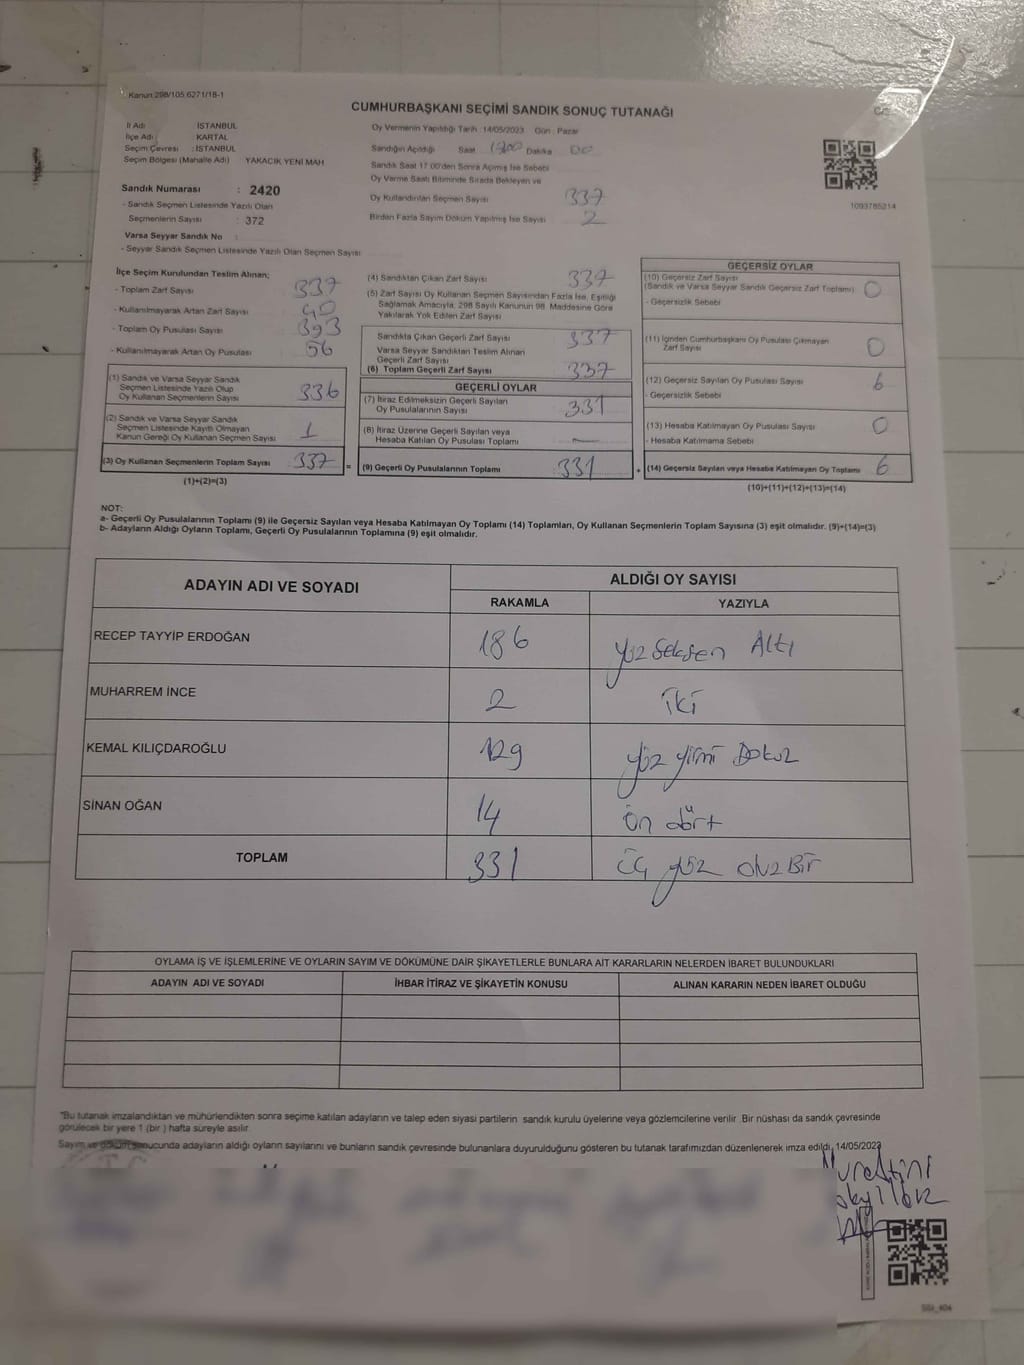 Kanun:298/105,6271/18-1
CUMHURBAŞKANI SEÇİMİ SANDIK SONUÇ TUTANAĞI
İl Adı : İSTANBUL
İlçe Adı : KARTAL
Seçim Çevresi : İSTANBUL
Seçim Bölgesi (Mahalle Adı) YAKACIK YENİ MAH
Sandık Numarası : 2420
- Sandık Seçmen Listesinde Yazılı Olan
Seçmenlerin Sayısı : 372
Varsa Seyyar Sandık No :
- Seyyar Sandık Seçmen Listesinde Yazılı Olan Seçmen Sayısı
Oy Vermenin Yapıldığı Tarih :14/05/2023 Gün : Pazar
Sandığın Açıldığı Saat Dakika 00
Sandık Saat 17:00'den Sonra Açılmış İse Sebebi
Oy Verme Saati Bitiminde Sırada Bekleyen ve
Oy Kullandırılan Seçmen Sayısı 337
Birden Fazla Sayım Döküm Yapılmış İse Sayısı 2
1093785214
İlçe Seçim Kurulundan Teslim Alınan;
- Toplam Zarf Sayısı 337
- Kullanılmayarak Artan Zarf Sayısı 40
- Toplam Oy Pusulası Sayısı 393
- Kullanılmayarak Artan Oy Pusulası 56
(1) Sandık ve Varsa Seyyar Sandık
Seçmen Listesinde Yazılı Olup
Oy Kullanan Seçmenlerin Sayısı 336
(2) Sandık ve Varsa Seyyar Sandık
Seçmen Listesinde Kayıtlı Olmayan
Kanun Gereği Oy Kullanan Seçmen Sayısı 1
(3) Oy Kullanan Seçmenlerin Toplam Sayısı 337 =
(1)+(2)=(3)
(4) Sandıktan Çıkan Zarf Sayısı 337
(5) Zarf Sayısı Oy Kullanan Seçmen Sayısından Fazla İse, Eşitliği
Sağlamak Amacıyla, 298 Sayılı Kanunun 98. Maddesine Göre
Yakılarak Yok Edilen Zarf Sayısı
Sandıkta Çıkan Geçerli Zarf Sayısı 337
Varsa Seyyar Sandıktan Teslim Alınan
Geçerli Zarf Sayısı
(6) Toplam Geçerli Zarf Sayısı 337
GEÇERLİ OYLAR
(7) İtiraz Edilmeksizin Geçerli Sayılan
Oy Pusulalarının Sayısı 331
(8) İtiraz Üzerine Geçerli Sayılan veya
Hesaba Katılan Oy Pusulası Toplamı —
(9) Geçerli Oy Pusulalarının Toplamı 331 +
GEÇERSİZ OYLAR
(10) Geçersiz Zarf Sayısı
(Sandık ve Varsa Seyyar Sandık Geçersiz Zarf Toplamı) 0
- Geçersizlik Sebebi
(11) İçinden Cumhurbaşkanı Oy Pusulası Çıkmayan
Zarf Sayısı 0
(12) Geçersiz Sayılan Oy Pusulası Sayısı 6
- Geçersizlik Sebebi
(13) Hesaba Katılmayan Oy Pusulası Sayısı 0
- Hesaba Katılmama Sebebi
(14) Geçersiz Sayılan veya Hesaba Katılmayan Oy Toplamı 6
(10)+(11)+(12)+(13)=(14)
NOT:
a- Geçerli Oy Pusulalarının Toplamı (9) ile Geçersiz Sayılan veya Hesaba Katılmayan Oy Toplamı (14) Toplamları, Oy Kullanan Seçmenlerin Toplam Sayısına (3) eşit olmalıdır. (9)+(14)=(3)
b- Adayların Aldığı Oyların Toplamı, Geçerli Oy Pusulalarının Toplamına (9) eşit olmalıdır.
ADAYIN ADI VE SOYADI
ALDIĞI OY SAYISI
RAKAMLA YAZIYLA
RECEP TAYYİP ERDOĞAN 186 yüz seksen Altı
MUHARREM İNCE 2 iki
KEMAL KILIÇDAROĞLU 129 yüz yirmi Dokuz
SİNAN OĞAN 14 ön dört
TOPLAM 331 üç yüz otuz Bir
OYLAMA İŞ VE İŞLEMLERİNE VE OYLARIN SAYIM VE DÖKÜMÜNE DAİR ŞİKAYETLERLE BUNLARA AİT KARARLARIN NELERDEN İBARET BULUNDUKLARI
ADAYIN ADI VE SOYADI İHBAR İTİRAZ VE ŞİKAYETİN KONUSU ALINAN KARARIN NEDEN İBARET OLDUĞU
*Bu tutanak imzalandıktan ve mühürlendikten sonra seçime katılan adayların ve talep eden siyasi partilerin sandık kurulu üyelerine veya gözlemcilerine verilir. Bir nüshası da sandık çevresinde
görülecek bir yere 1 (bir ) hafta süreyle asılır.
Sayım ve döküm sonucunda adayların aldığı oyların sayılarını ve bunların sandık çevresinde bulunanlara duyurulduğunu gösteren bu tutanak tarafımızdan düzenlenerek imza edildi. 14/05/2023